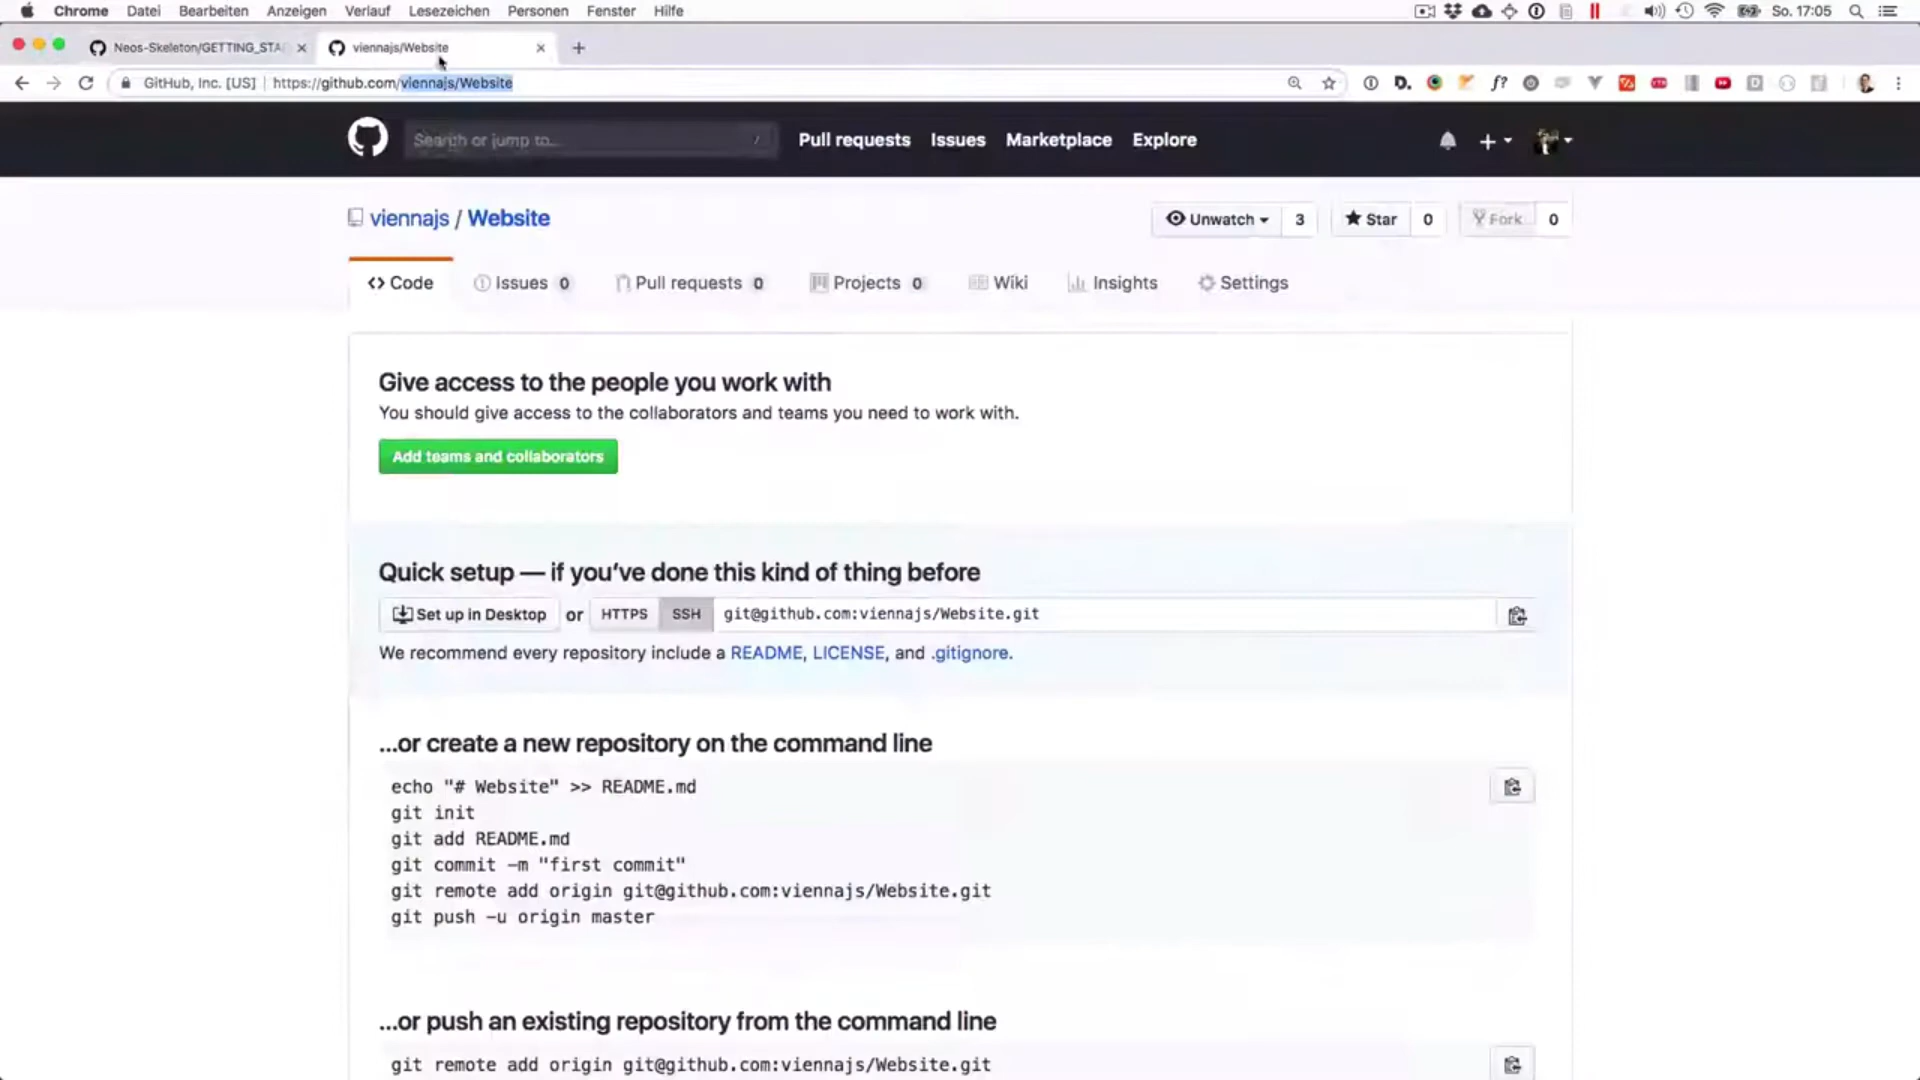 Chrome Datei Bearbeiten Anzeigen Verlauf Lesezeichen Personen Fenster Hilfe So. 17:05
Neos-Skeleton/GETTING_STA viennajs/Website
GitHub, Inc. [US] | https://github.com/viennajs/Website
Search or jump to... / Pull requests Issues Marketplace Explore
viennajs / Website Unwatch 3 Star 0 Fork 0
Code Issues 0 Pull requests 0 Projects 0 Wiki Insights Settings
Give access to the people you work with
You should give access to the collaborators and teams you need to work with.
Add teams and collaborators
Quick setup — if you’ve done this kind of thing before
Set up in Desktop or HTTPS SSH git@github.com:viennajs/Website.git
We recommend every repository include a README, LICENSE, and .gitignore.
…or create a new repository on the command line
echo "# Website" >> README.md
git init
git add README.md
git commit -m "first commit"
git remote add origin git@github.com:viennajs/Website.git
git push -u origin master
…or push an existing repository from the command line
git remote add origin git@github.com:viennajs/Website.git